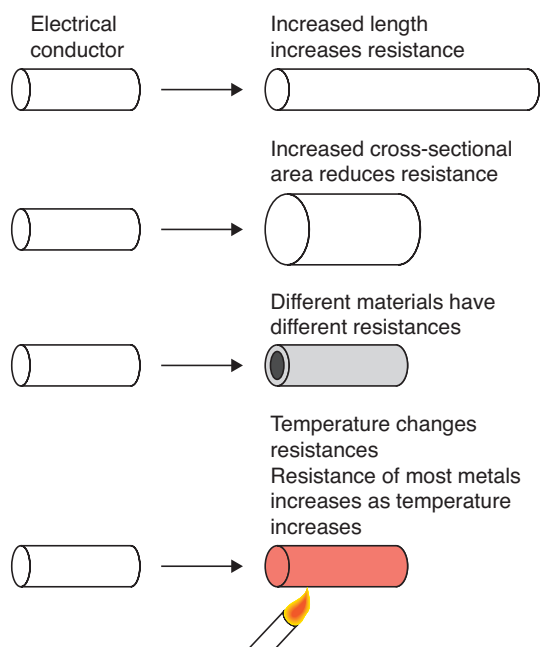 Electrical
conductor
Increased length
increases resistance
Increased cross-sectional
area reduces resistance
Different materials have
different resistances
Temperature changes
resistances
Resistance of most metals
increases as temperature
increases